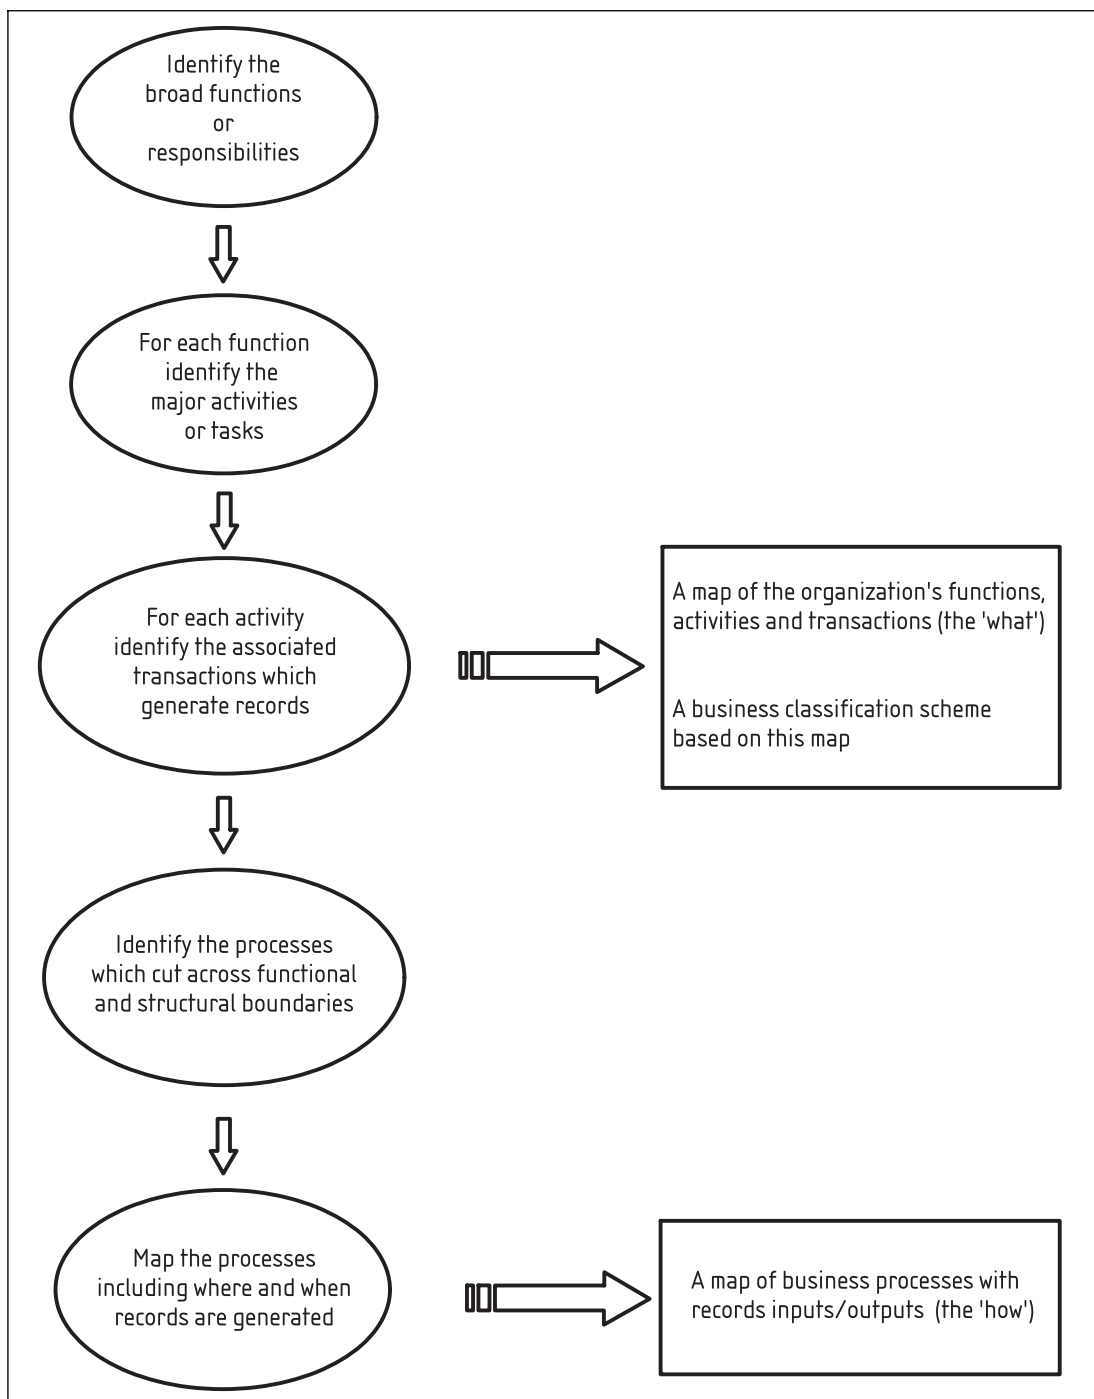 Identify the
broad functions
or
responsibilities
For each function
identify the
major activities
or tasks
For each activity
identify the associated
transactions which
generate records
A map of the organization's functions,
activities and transactions (the 'what')
A business classification scheme
based on this map
Identify the processes
which cut across functional
and structural boundaries
Map the processes
including where and when
records are generated
A map of business processes with
records inputs/outputs (the 'how')